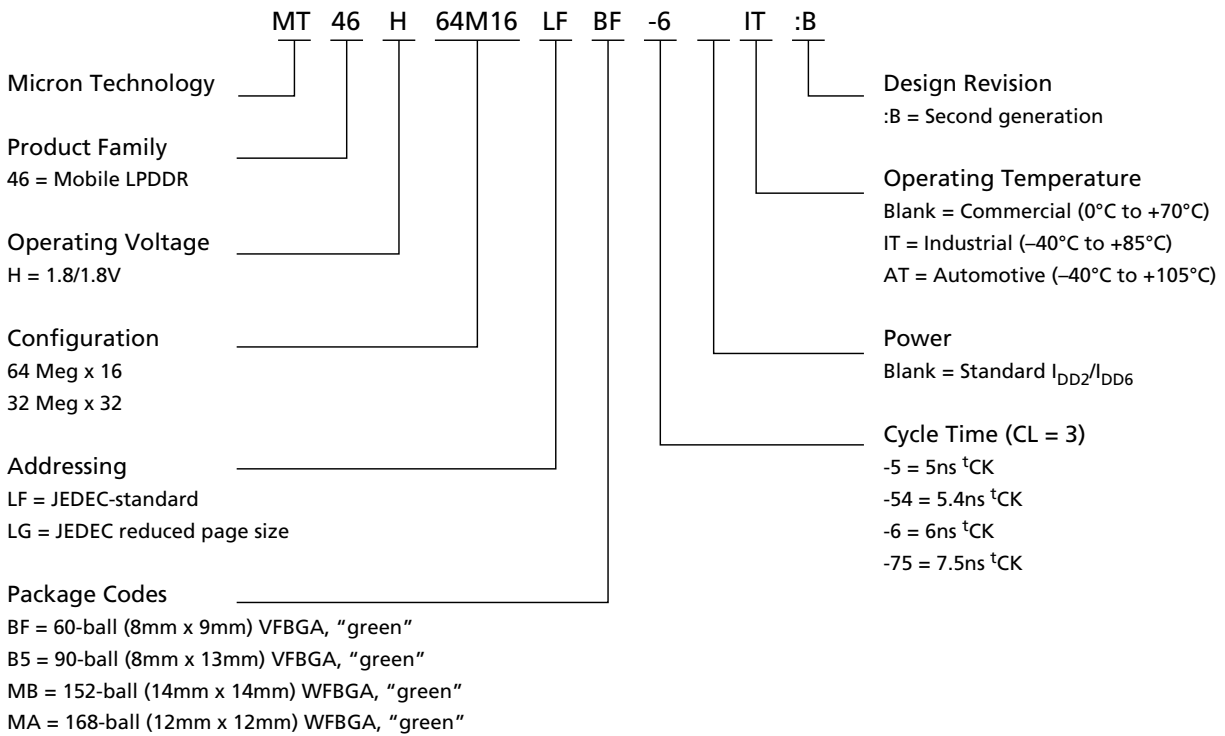 MT 46 H 64M16 LF BF -6 IT :B
Micron Technology
Product Family
46 = Mobile LPDDR
Operating Voltage
H = 1.8/1.8V
Configuration
64 Meg x 16
32 Meg x 32
Addressing
LF = JEDEC-standard
LG = JEDEC reduced page size
Package Codes
BF = 60-ball (8mm x 9mm) VFBGA, “green”
B5 = 90-ball (8mm x 13mm) VFBGA, “green”
MB = 152-ball (14mm x 14mm) WFBGA, “green”
MA = 168-ball (12mm x 12mm) WFBGA, “green”
Design Revision
:B = Second generation
Operating Temperature
Blank = Commercial (0°C to +70°C)
IT = Industrial (–40°C to +85°C)
AT = Automotive (–40°C to +105°C)
Power
Blank = Standard IDD2/IDD6
Cycle Time (CL = 3)
-5 = 5ns tCK
-54 = 5.4ns tCK
-6 = 6ns tCK
-75 = 7.5ns tCK